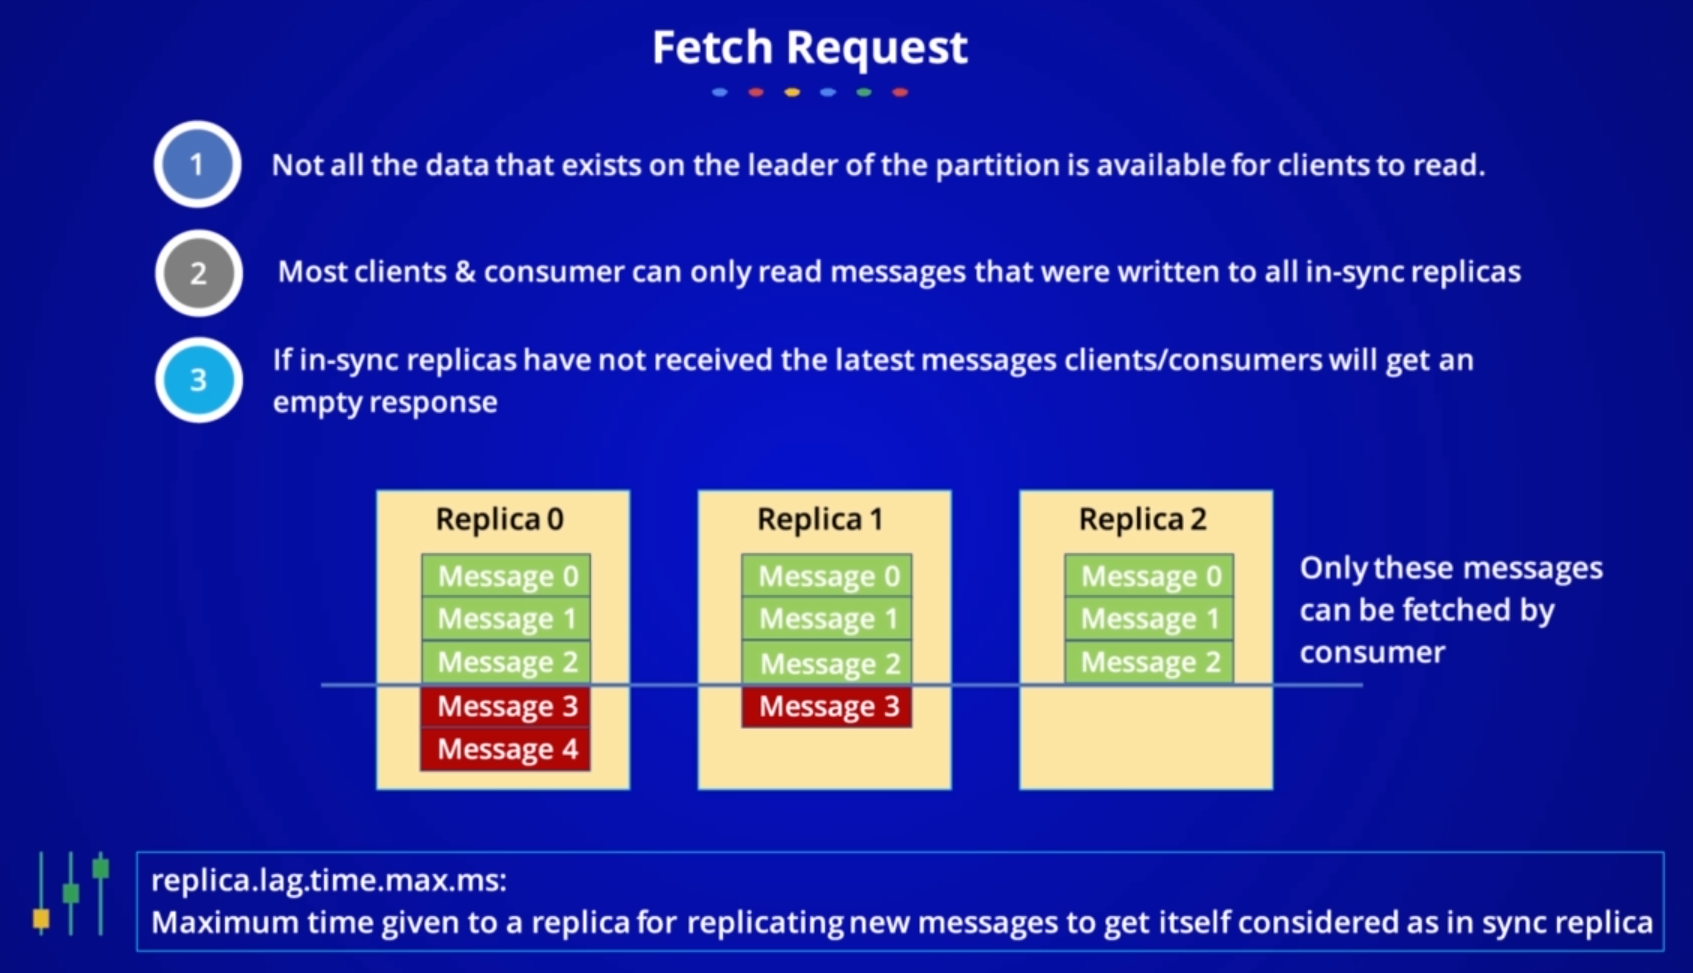 Fetch Request
1
Not all the data that exists on the leader of the partition is available for clients to read.
2
Most clients & consumer can only read messages that were written to all in-sync replicas
3
If in-sync replicas have not received the latest messages clients/consumers will get an
empty response
Replica 0
Message 0
Message 1
Message 2
Message 3
Message 4
Replica 1
Message 0
Message 1
Message 2
Message 3
Replica 2
Message 0
Message 1
Message 2
Only these messages
can be fetched by
consumer
replica.lag.time.max.ms:
Maximum time given to a replica for replicating new messages to get itself considered as in sync replica